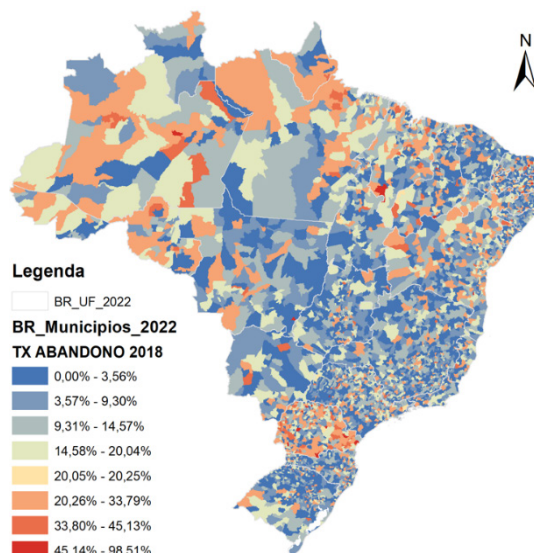 N
Legenda
BR_UF_2022
BR_Municipios_2022
TX ABANDONO 2018
0,00% - 3,56%
3,57% - 9,30%
9,31% - 14,57%
14,58% - 20,04%
20,05% - 20,25%
20,26% - 33,79%
33,80% - 45,13%
45,14% - 98,51%